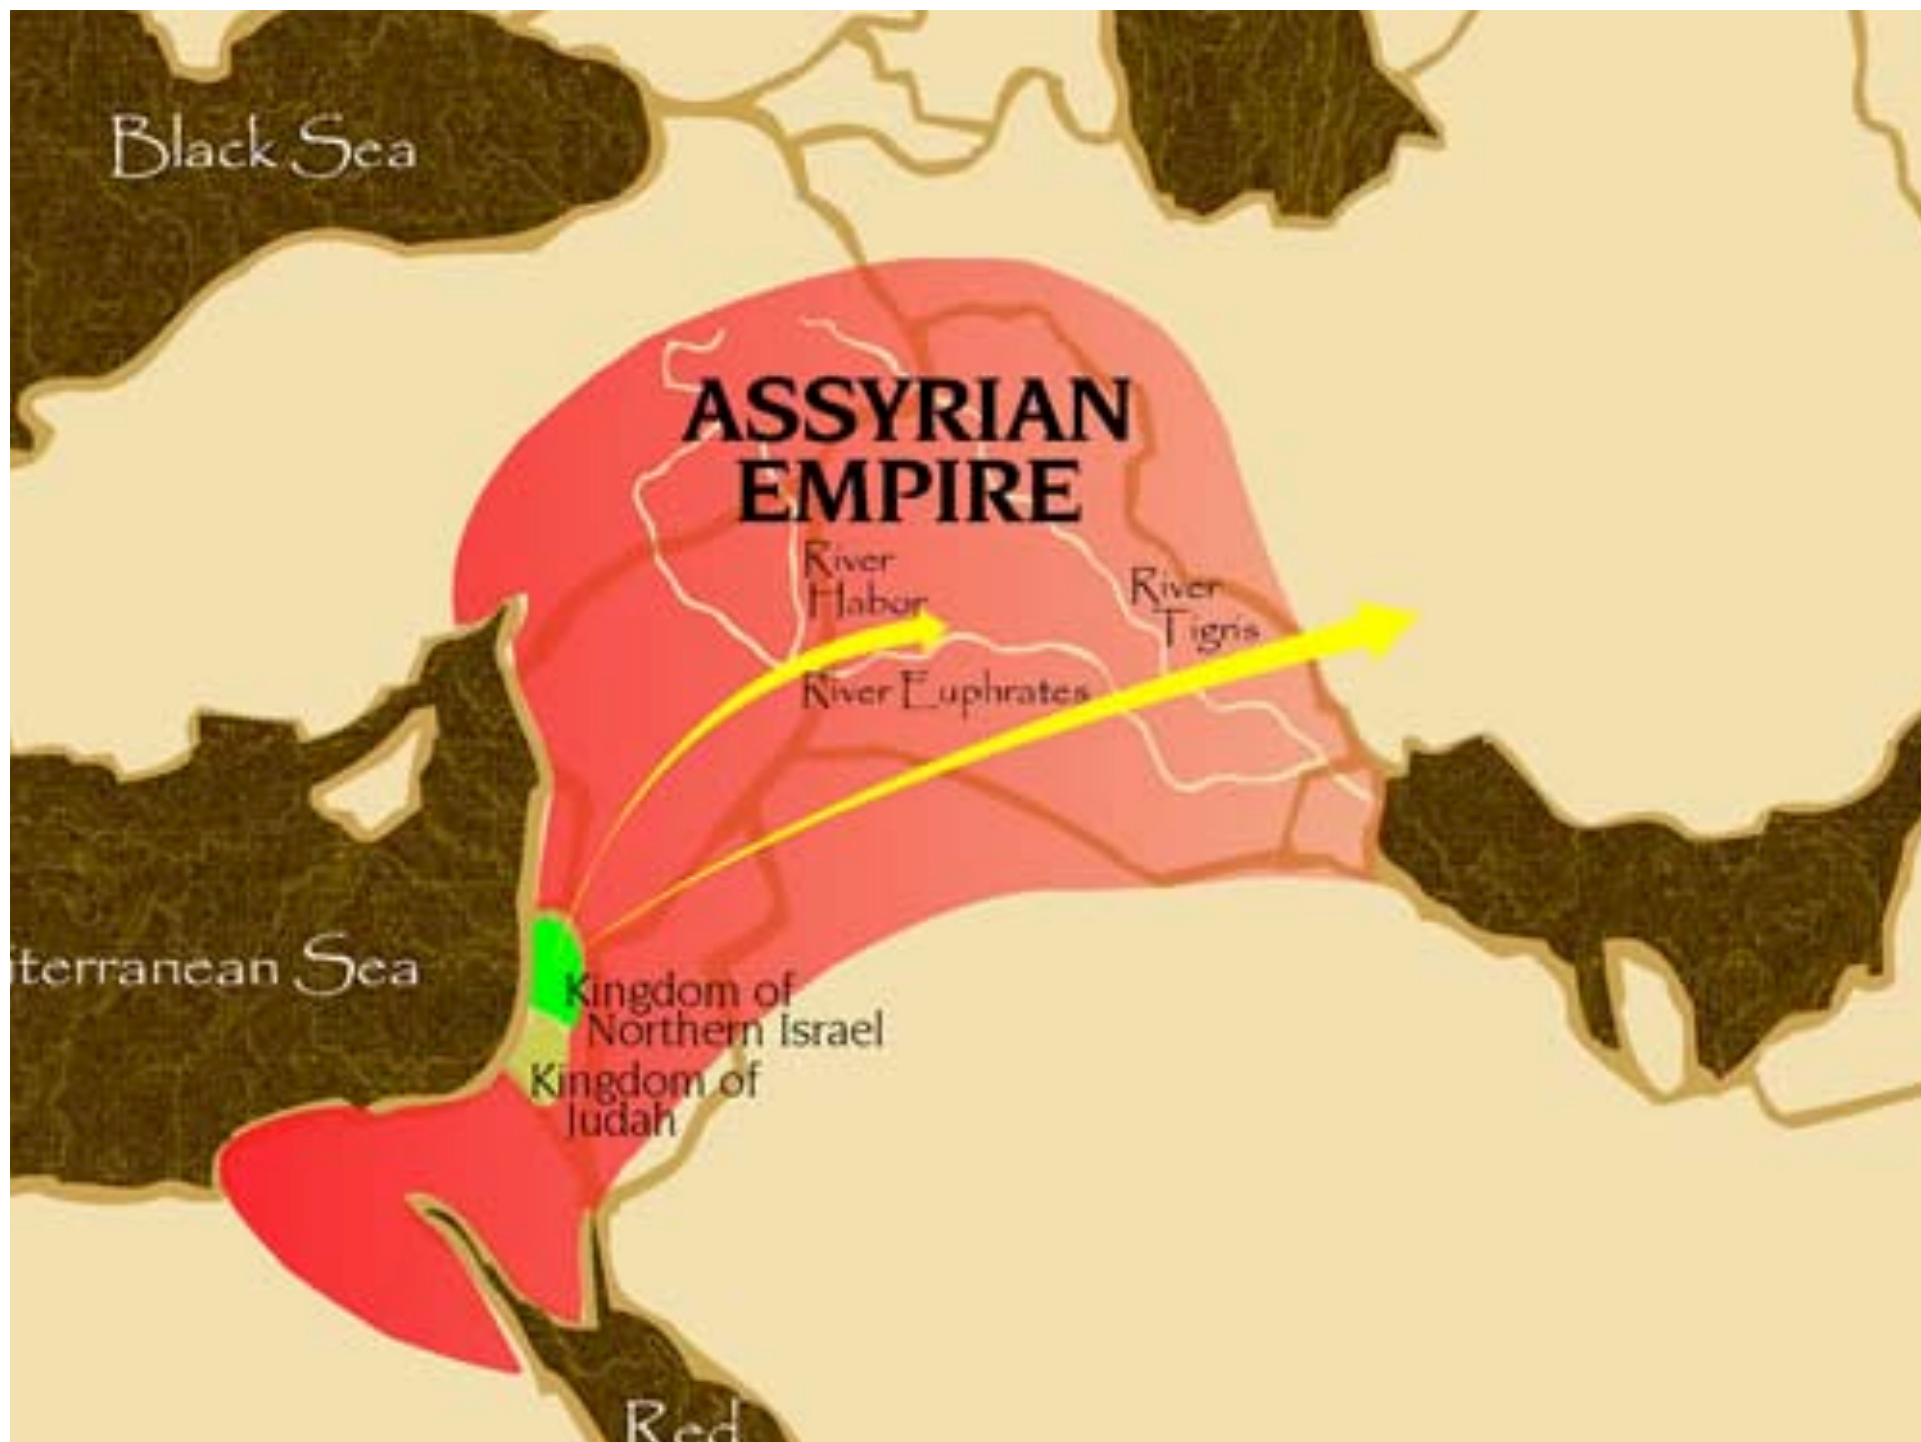 Black Sea
ASSYRIAN
EMPIRE
River
Habor
River
Tigris
River Euphrates
iterranean Sea
Kingdom of
Northern Israel
Kingdom of
Judah
Red